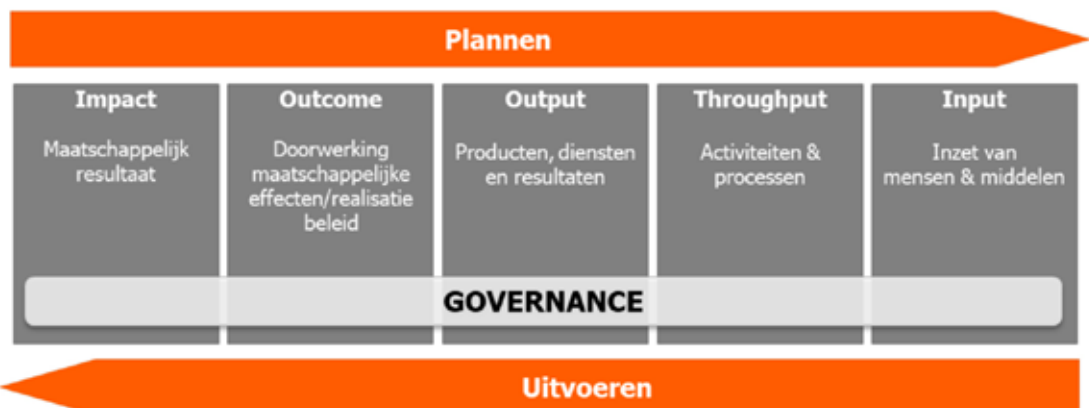 Plannen
Impact
Maatschappelijk
resultaat
Outcome
Doorwerking
maatschappelijke
effecten/realisatie
beleid
Output
Producten, diensten
en resultaten
Throughput
Activiteiten &
processen
Input
Inzet van
mensen & middelen
GOVERNANCE
Uitvoeren